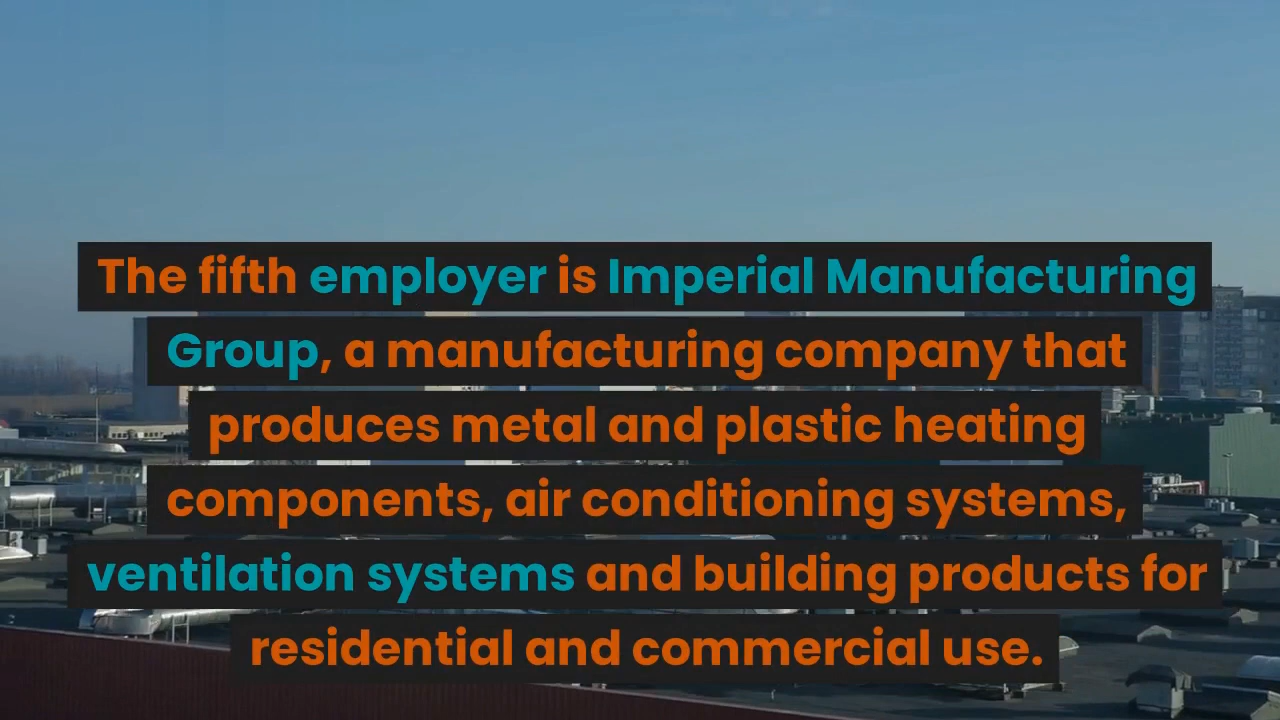 The fifth employer is Imperial Manufacturing
Group, a manufacturing company that
produces metal and plastic heating
components, air conditioning systems,
ventilation systems and building products for
residential and commercial use.